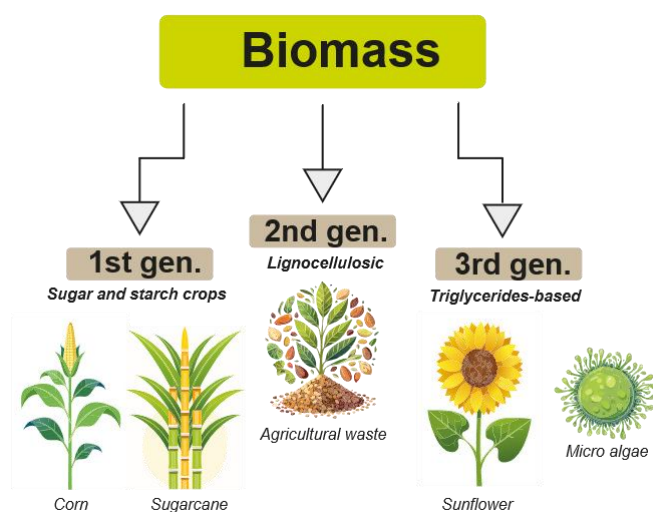 Biomass
1st gen.
Sugar and starch crops
Corn
Sugarcane
2nd gen.
Lignocellulosic
Agricultural waste
3rd gen.
Triglycerides-based
Sunflower
Micro algae